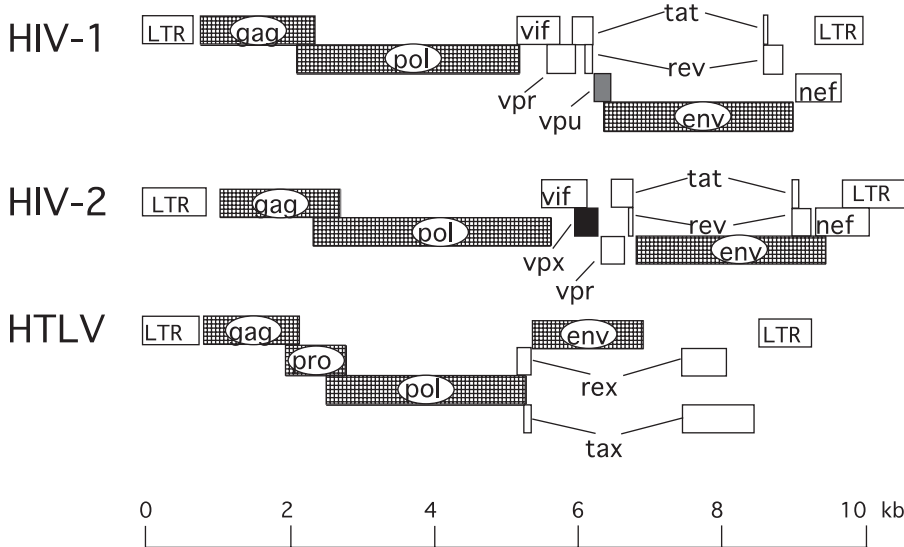 HIV-1
LTR gag vif tat LTR
pol rev
vpr nef
vpu
env
HIV-2
LTR gag vif tat LTR
pol rev nef
vpx env
vpr
HTLV
LTR gag env LTR
pro
pol rex
tax
0 2 4 6 8 10 kb